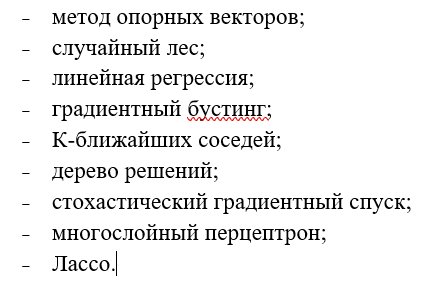 - метод опорных векторов;
- случайный лес;
- линейная регрессия;
- градиентный бустинг;
- К-ближайших соседей;
- дерево решений;
- стохастический градиентный спуск;
- многослойный перцептрон;
- Лассо.